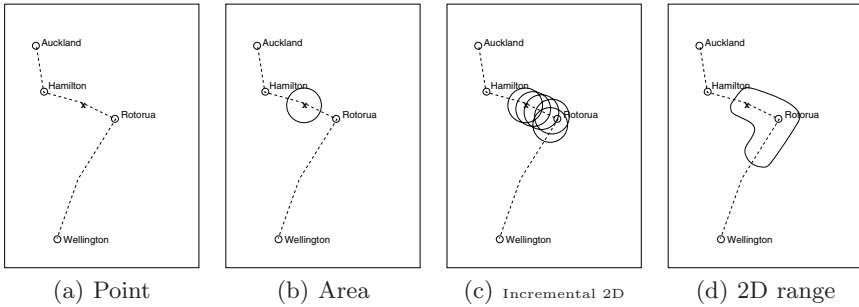 Auckland
Hamilton
x
Rotorua
Wellington
(a) Point
Auckland
Hamilton
x
Rotorua
Wellington
(b) Area
Auckland
Hamilton
x
Rotorua
Wellington
(c) Incremental 2D
Auckland
Hamilton
x
Rotorua
Wellington
(d) 2D range